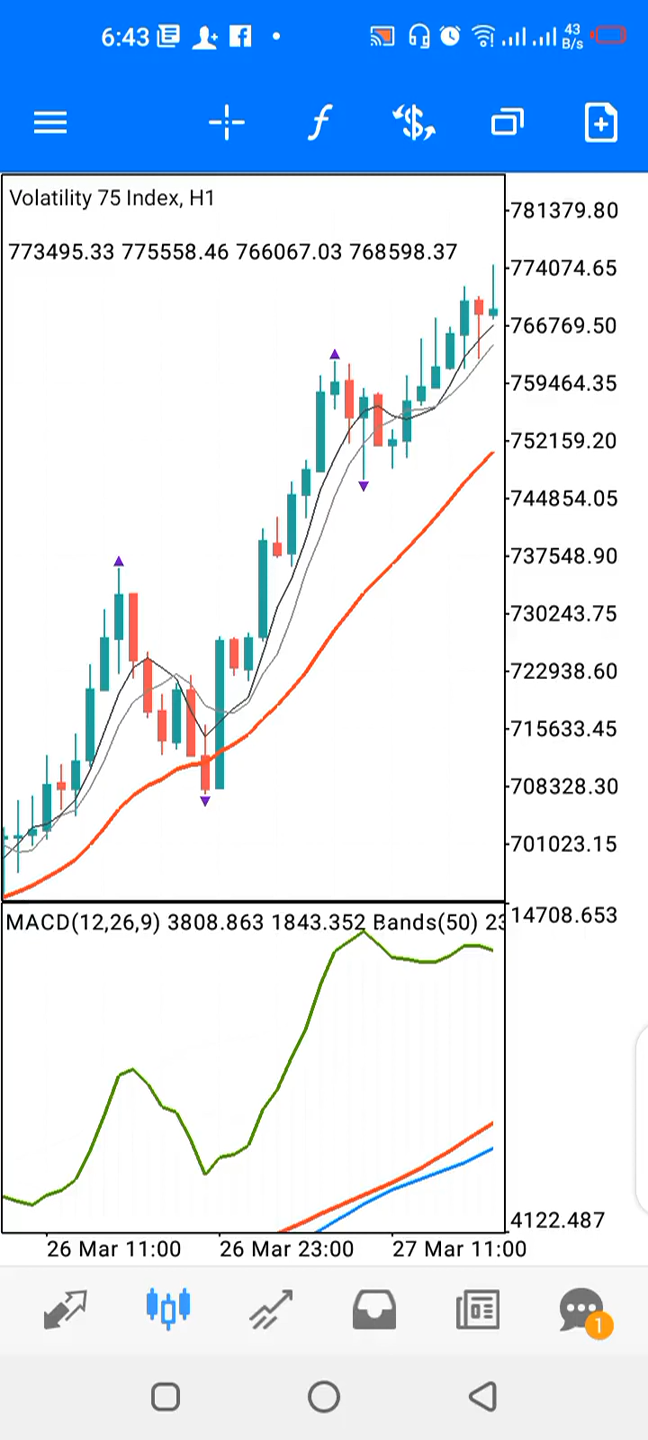 6:43
43
B/s
Volatility 75 Index, H1
773495.33 775558.46 766067.03 768598.37
781379.80
774074.65
766769.50
759464.35
752159.20
744854.05
737548.90
730243.75
722938.60
715633.45
708328.30
701023.15
MACD(12,26,9) 3808.863 1843.352 Bands(50) 23
14708.653
4122.487
26 Mar 11:00
26 Mar 23:00
27 Mar 11:00
1